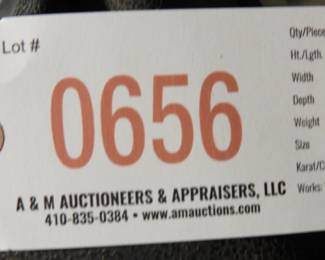 Lot #
0656
A & M AUCTIONEERS & APPRAISERS, LLC
410-835-0384 • www.amauctions.com
Qty/Piece
Ht./Lgth.
Width
Depth
Weight
Size
Karat/C
Works: